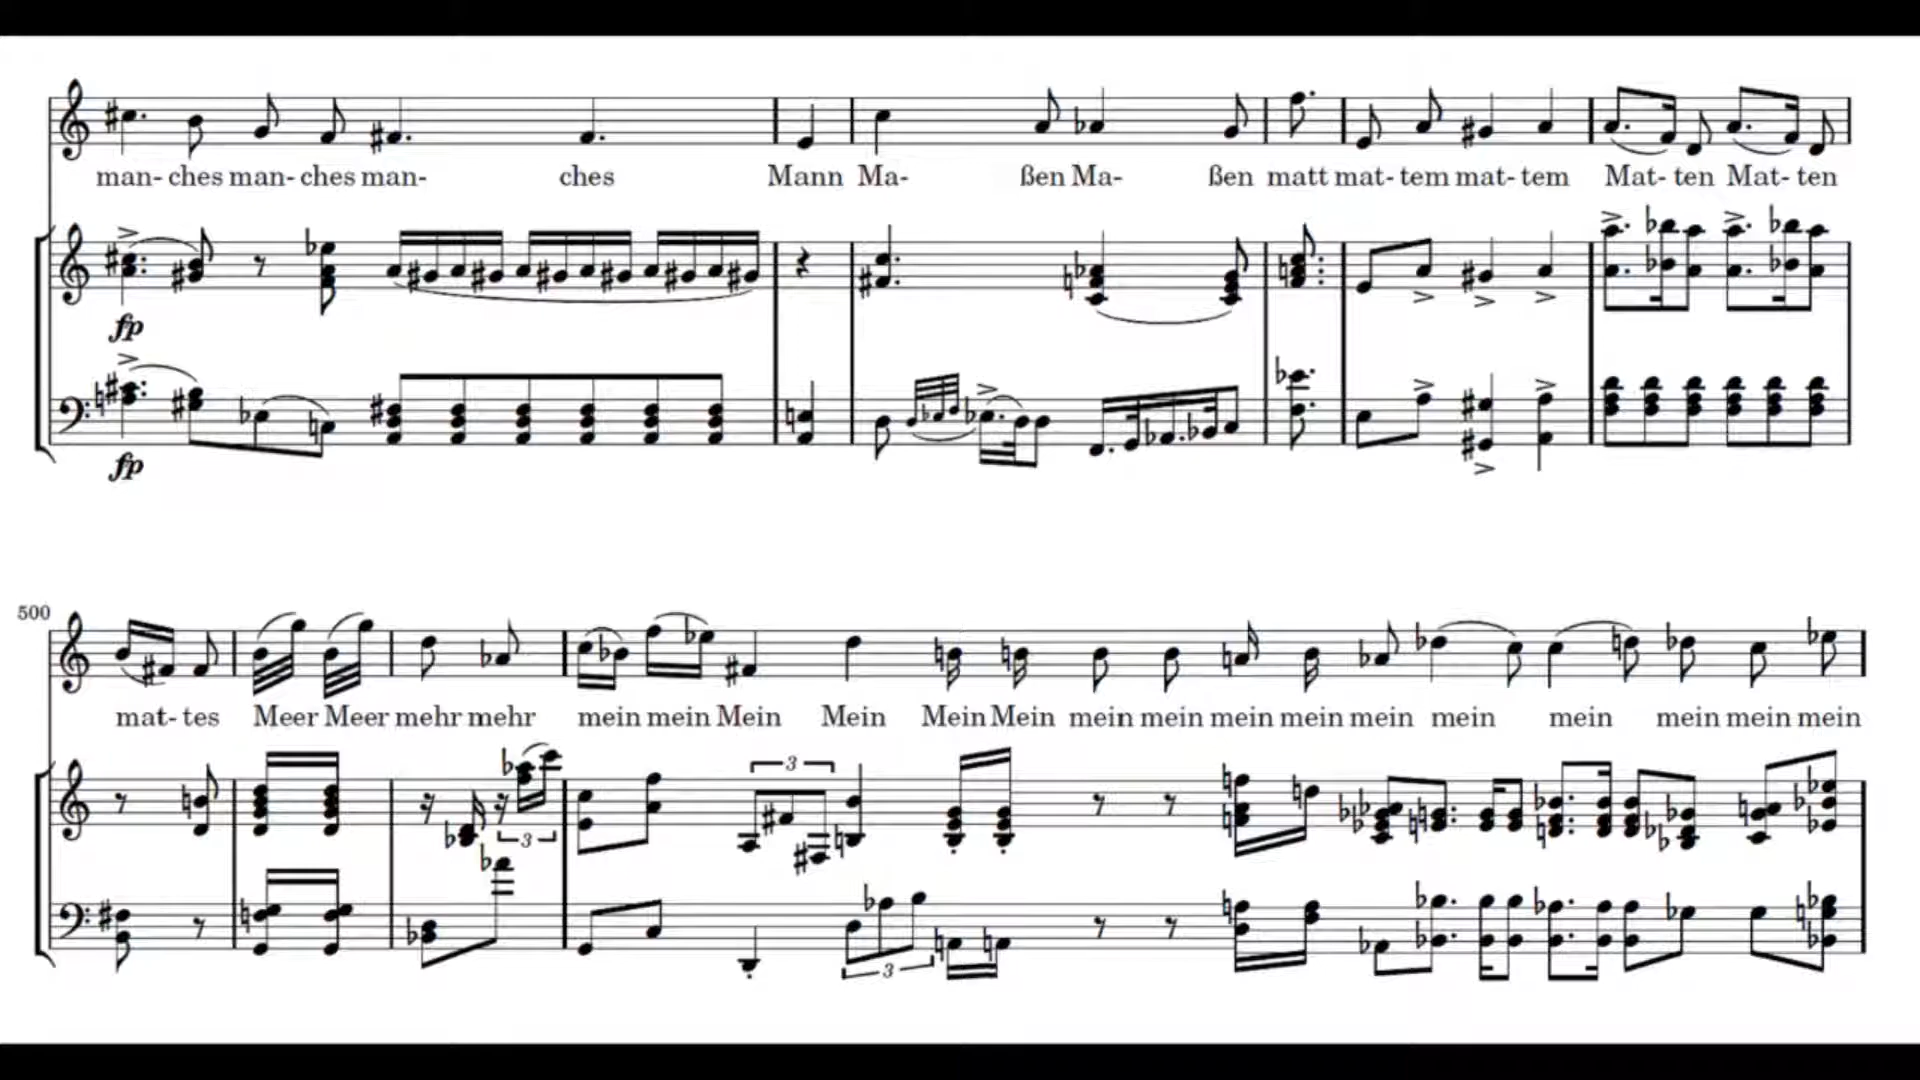 man- ches man- ches man- ches Mann Ma- ßen Ma- ßen matt mat- tem mat- tem Mat- ten Mat- ten
fp
fp
500
mat- tes Meer Meer mehr mehr mein mein Mein Mein Mein Mein mein mein mein mein mein mein mein mein mein mein
3
3
3